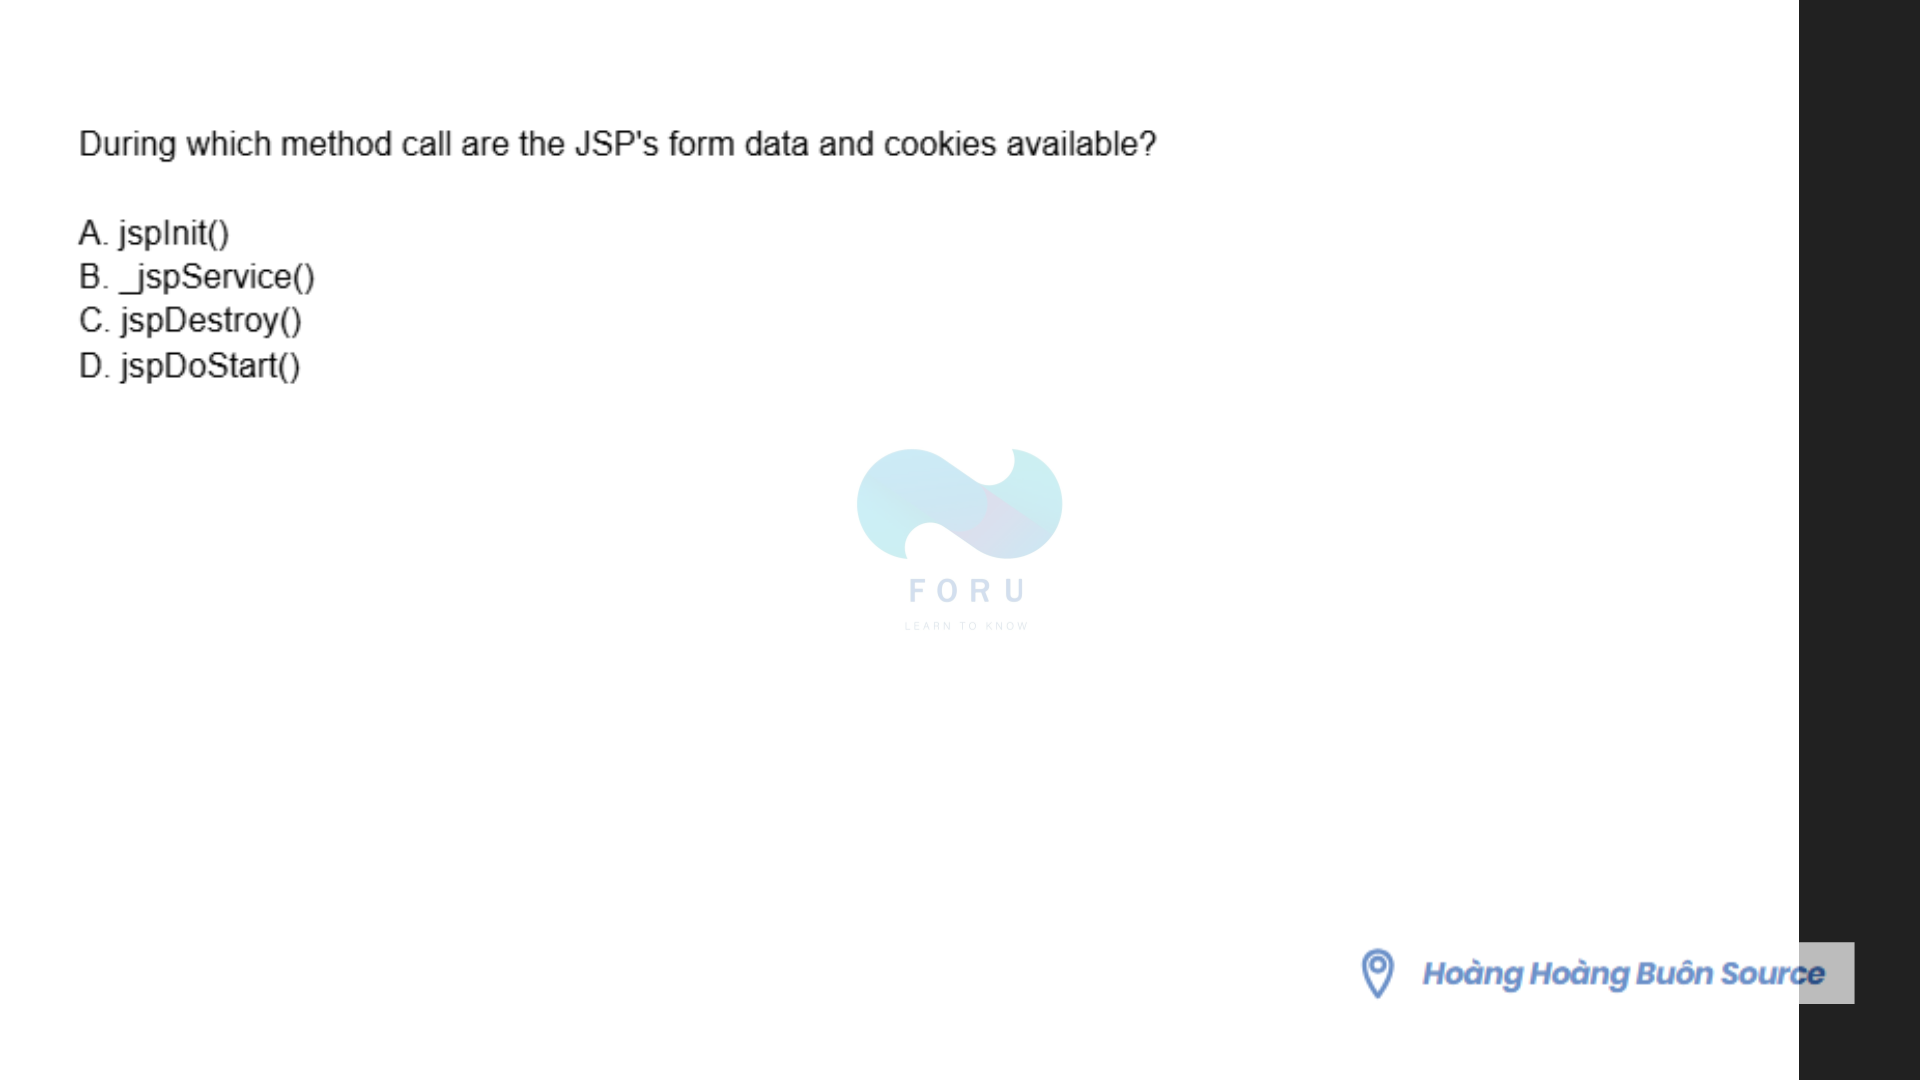 During which method call are the JSP's form data and cookies available?
A. jspInit()
B. _jspService()
C. jspDestroy()
D. jspDoStart()
FORU
LEARN TO KNOW
Hoàng Hoàng Buôn Source